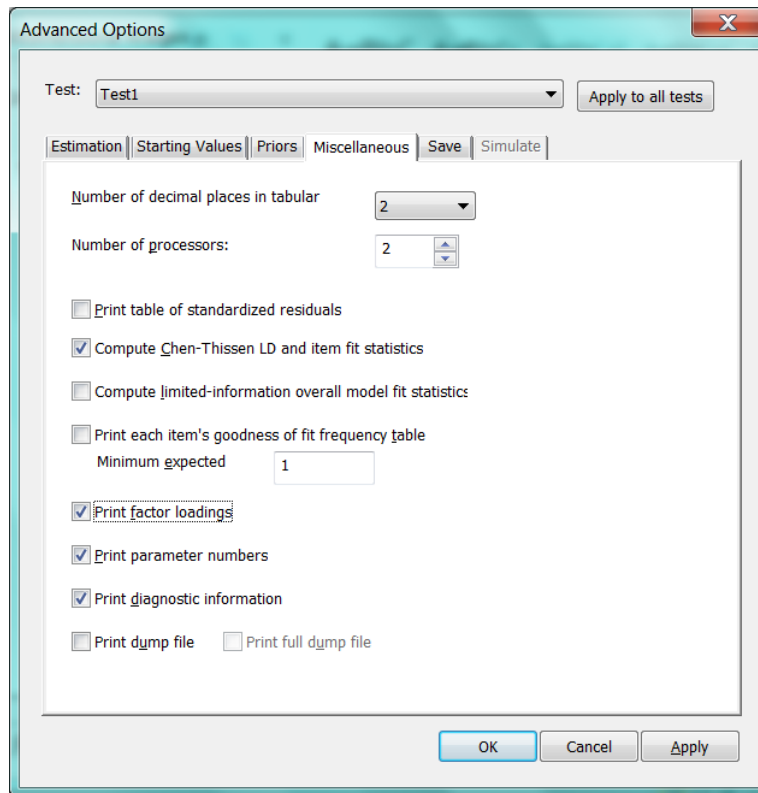 Advanced Options
Test: Test1 Apply to all tests
Estimation Starting Values Priors Miscellaneous Save Simulate
Number of decimal places in tabular 2
Number of processors: 2
Print table of standardized residuals
Compute Chen-Thissen LD and item fit statistics
Compute limited-information overall model fit statistics
Print each item's goodness of fit frequency table
Minimum expected 1
Print factor loadings
Print parameter numbers
Print diagnostic information
Print dump file Print full dump file
OK Cancel Apply